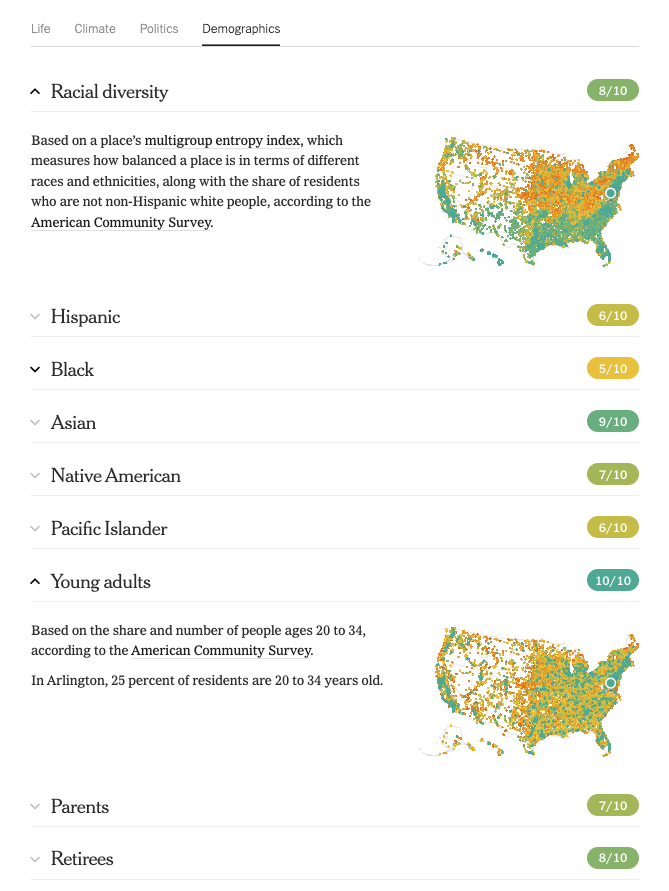 Life Climate Politics Demographics
Racial diversity 8/10
Based on a place’s multigroup entropy index, which
measures how balanced a place is in terms of different
races and ethnicities, along with the share of residents
who are not non-Hispanic white people, according to the
American Community Survey.
Hispanic 6/10
Black 5/10
Asian 9/10
Native American 7/10
Pacific Islander 6/10
Young adults 10/10
Based on the share and number of people ages 20 to 34,
according to the American Community Survey.
In Arlington, 25 percent of residents are 20 to 34 years old.
Parents 7/10
Retirees 8/10